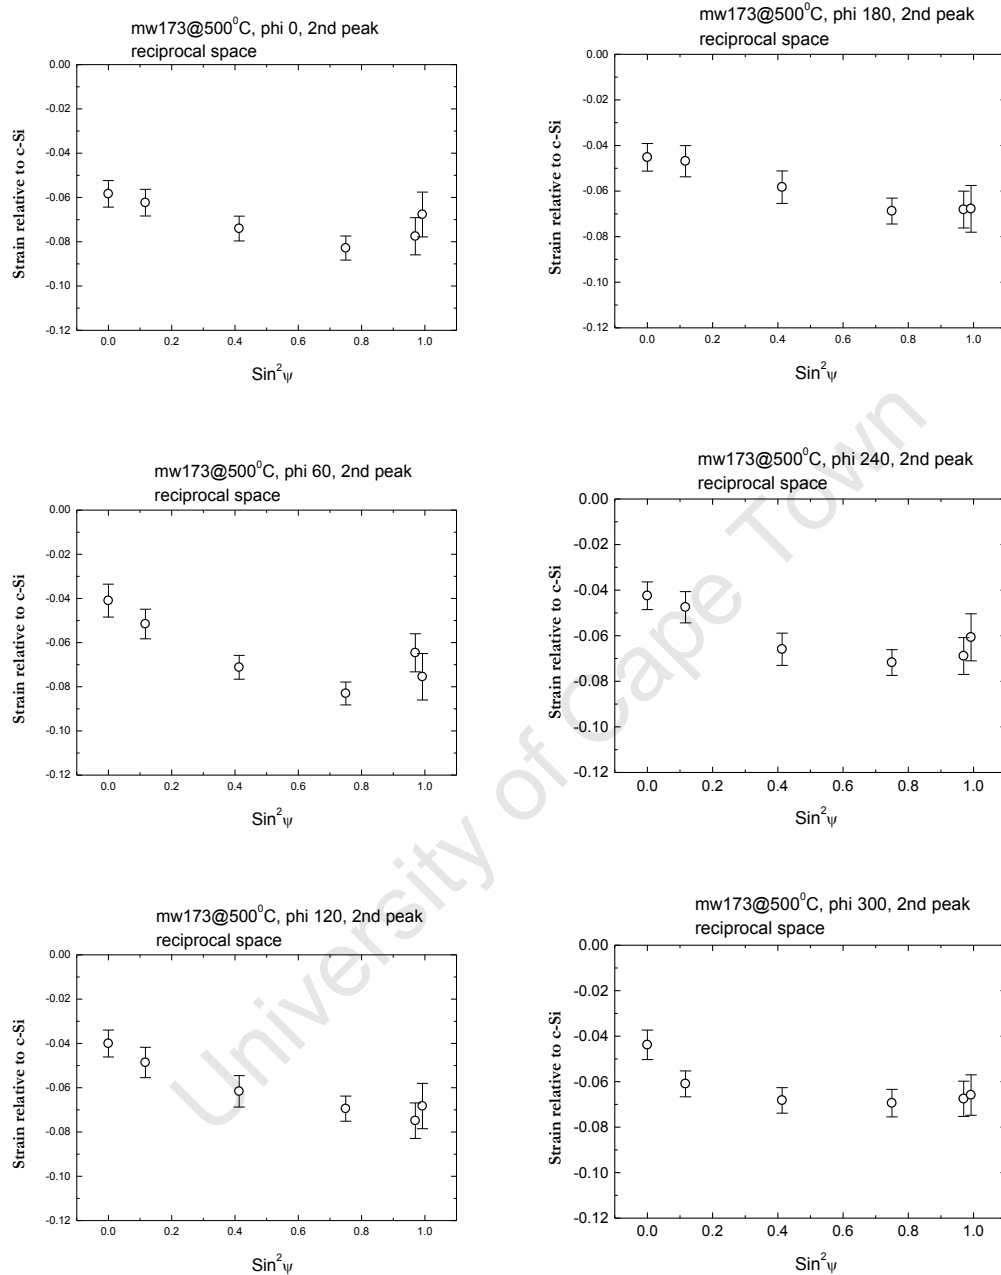 mw173@500⁰C, phi 0, 2nd peak
reciprocal space
0.00
-0.02
-0.04
-0.06
-0.08
-0.10
-0.12
Strain relative to c-Si
0.0 0.2 0.4 0.6 0.8 1.0
Sin²ψ
mw173@500⁰C, phi 180, 2nd peak
reciprocal space
0.00
-0.02
-0.04
-0.06
-0.08
-0.10
-0.12
Strain relative to c-Si
0.0 0.2 0.4 0.6 0.8 1.0
Sin²ψ
mw173@500⁰C, phi 60, 2nd peak
reciprocal space
0.00
-0.02
-0.04
-0.06
-0.08
-0.10
-0.12
Strain relative to c-Si
0.0 0.2 0.4 0.6 0.8 1.0
Sin²ψ
mw173@500⁰C, phi 240, 2nd peak
reciprocal space
0.00
-0.02
-0.04
-0.06
-0.08
-0.10
-0.12
Strain relative to c-Si
0.0 0.2 0.4 0.6 0.8 1.0
Sin²ψ
mw173@500⁰C, phi 120, 2nd peak
reciprocal space
0.00
-0.02
-0.04
-0.06
-0.08
-0.10
-0.12
Strain relative to c-Si
0.0 0.2 0.4 0.6 0.8 1.0
Sin²ψ
mw173@500⁰C, phi 300, 2nd peak
reciprocal space
0.00
-0.02
-0.04
-0.06
-0.08
-0.10
-0.12
Strain relative to c-Si
0.0 0.2 0.4 0.6 0.8 1.0
Sin²ψ
University of Cape Town